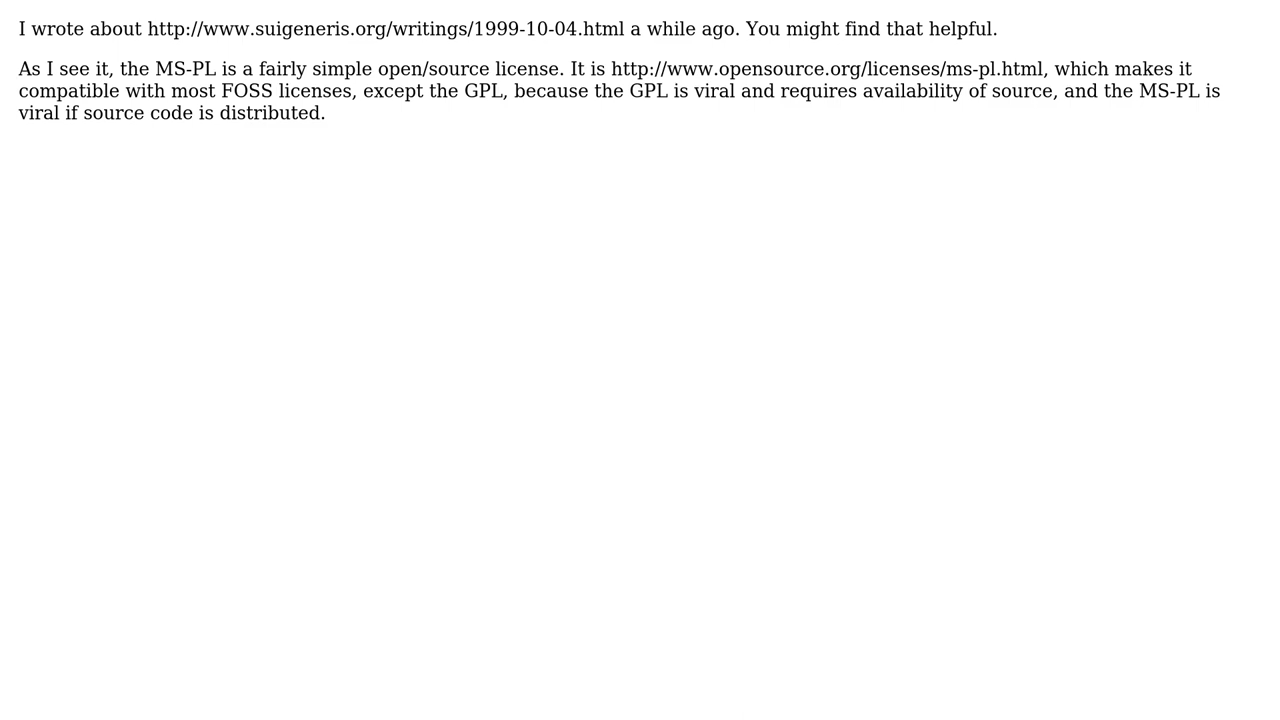 I wrote about http://www.suigeneris.org/writings/1999-10-04.html a while ago. You might find that helpful.
As I see it, the MS-PL is a fairly simple open/source license. It is http://www.opensource.org/licenses/ms-pl.html, which makes it
compatible with most FOSS licenses, except the GPL, because the GPL is viral and requires availability of source, and the MS-PL is
viral if source code is distributed.